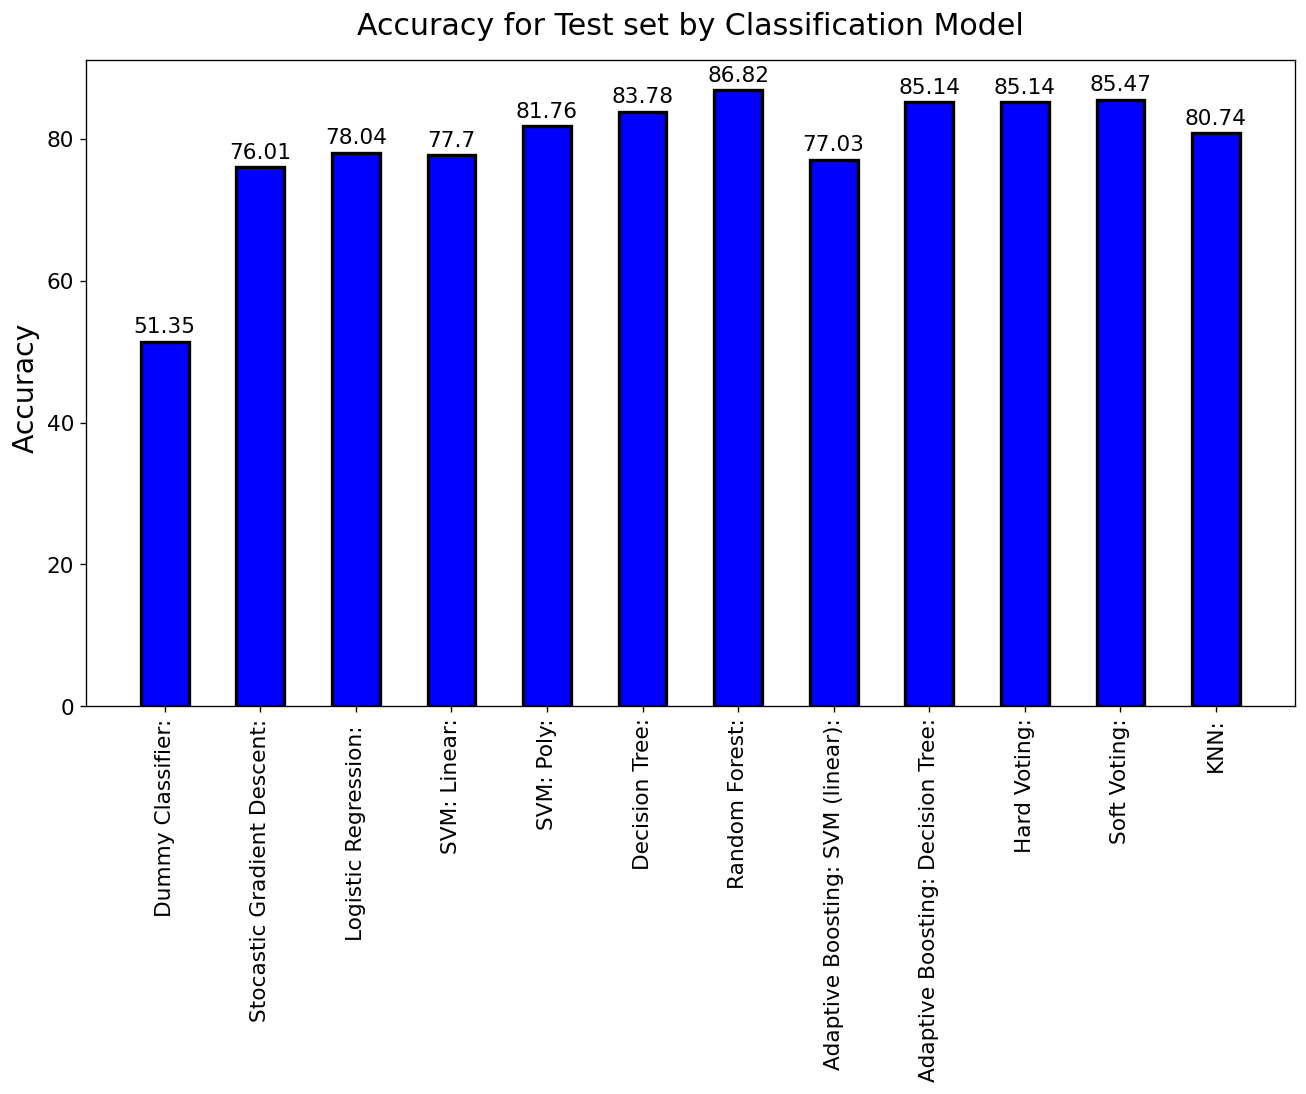 Accuracy for Test set by Classification Model
Accuracy
80
60
40
20
0
51.35
76.01
78.04
77.7
81.76
83.78
86.82
77.03
85.14
85.14
85.47
80.74
Dummy Classifier:
Stocastic Gradient Descent:
Logistic Regression:
SVM: Linear:
SVM: Poly:
Decision Tree:
Random Forest:
Adaptive Boosting: SVM (linear):
Adaptive Boosting: Decision Tree:
Hard Voting:
Soft Voting:
KNN: